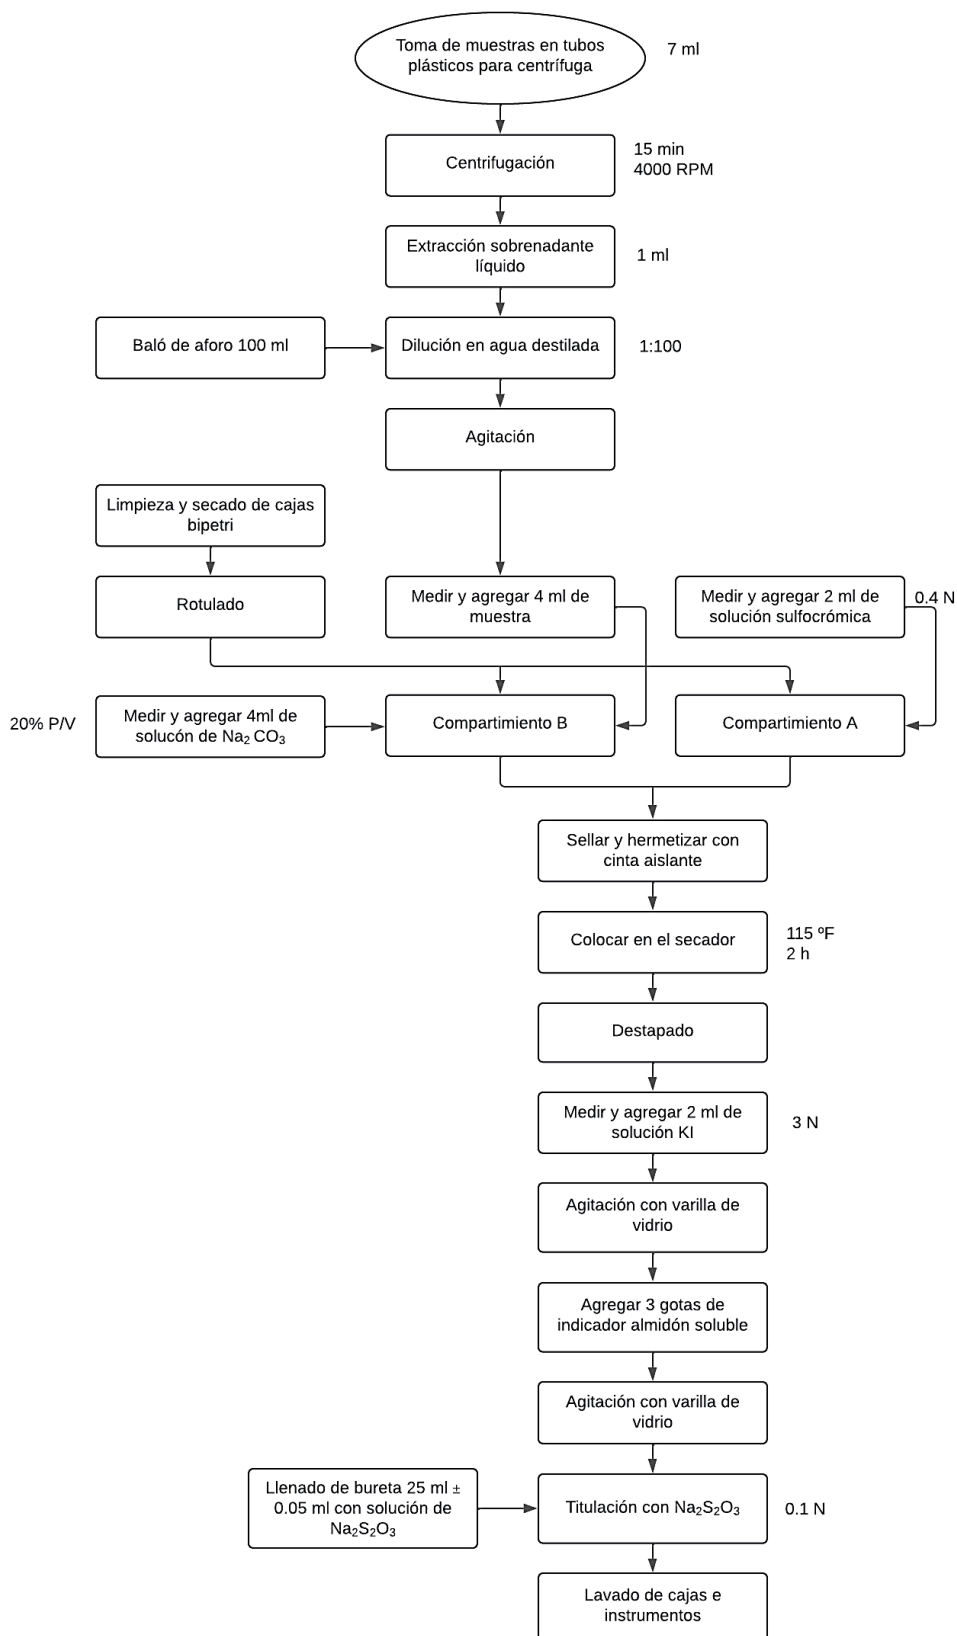 Toma de muestras en tubos
plásticos para centrífuga
7 ml
Centrifugación
15 min
4000 RPM
Extracción sobrenadante
líquido
1 ml
Baló de aforo 100 ml
Dilución en agua destilada
1:100
Agitación
Limpieza y secado de cajas
bipetri
Rotulado
Medir y agregar 4 ml de
muestra
Medir y agregar 2 ml de
solución sulfocrómica
0.4 N
20% P/V
Medir y agregar 4ml de
solucón de Na₂ CO₃
Compartimiento B
Compartimiento A
Sellar y hermetizar con
cinta aislante
Colocar en el secador
115 ºF
2 h
Destapado
Medir y agregar 2 ml de
solución KI
3 N
Agitación con varilla de
vidrio
Agregar 3 gotas de
indicador almidón soluble
Agitación con varilla de
vidrio
Llenado de bureta 25 ml ±
0.05 ml con solución de
Na₂S₂O₃
Titulación con Na₂S₂O₃
0.1 N
Lavado de cajas e
instrumentos